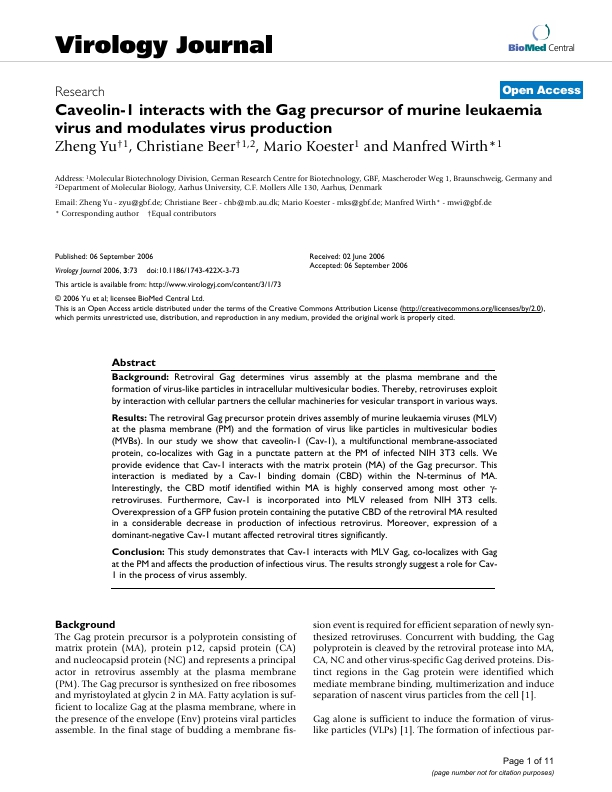 Virology Journal
BioMed Central
Research
Open Access
Caveolin-1 interacts with the Gag precursor of murine leukaemia
virus and modulates virus production
Zheng Yu†1, Christiane Beer†1,2, Mario Koester1 and Manfred Wirth*1
Address: 1Molecular Biotechnology Division, German Research Centre for Biotechnology, GBF, Mascheroder Weg 1, Braunschweig, Germany and
2Department of Molecular Biology, Aarhus University, C.F. Mollers Alle 130, Aarhus, Denmark
Email: Zheng Yu - zyu@gbf.de; Christiane Beer - chb@mb.au.dk; Mario Koester - mks@gbf.de; Manfred Wirth* - mwi@gbf.de
* Corresponding author †Equal contributors
Published: 06 September 2006
Virology Journal 2006, 3:73 doi:10.1186/1743-422X-3-73
Received: 02 June 2006
Accepted: 06 September 2006
This article is available from: http://www.virologyj.com/content/3/1/73
© 2006 Yu et al; licensee BioMed Central Ltd.
This is an Open Access article distributed under the terms of the Creative Commons Attribution License (http://creativecommons.org/licenses/by/2.0),
which permits unrestricted use, distribution, and reproduction in any medium, provided the original work is properly cited.
Abstract
Background: Retroviral Gag determines virus assembly at the plasma membrane and the
formation of virus-like particles in intracellular multivesicular bodies. Thereby, retroviruses exploit
by interaction with cellular partners the cellular machineries for vesicular transport in various ways.
Results: The retroviral Gag precursor protein drives assembly of murine leukaemia viruses (MLV)
at the plasma membrane (PM) and the formation of virus like particles in multivesicular bodies
(MVBs). In our study we show that caveolin-1 (Cav-1), a multifunctional membrane-associated
protein, co-localizes with Gag in a punctate pattern at the PM of infected NIH 3T3 cells. We
provide evidence that Cav-1 interacts with the matrix protein (MA) of the Gag precursor. This
interaction is mediated by a Cav-1 binding domain (CBD) within the N-terminus of MA.
Interestingly, the CBD motif identified within MA is highly conserved among most other γ-
retroviruses. Furthermore, Cav-1 is incorporated into MLV released from NIH 3T3 cells.
Overexpression of a GFP fusion protein containing the putative CBD of the retroviral MA resulted
in a considerable decrease in production of infectious retrovirus. Moreover, expression of a
dominant-negative Cav-1 mutant affected retroviral titres significantly.
Conclusion: This study demonstrates that Cav-1 interacts with MLV Gag, co-localizes with Gag
at the PM and affects the production of infectious virus. The results strongly suggest a role for Cav-
1 in the process of virus assembly.
Background
The Gag protein precursor is a polyprotein consisting of
matrix protein (MA), protein p12, capsid protein (CA)
and nucleocapsid protein (NC) and represents a principal
actor in retrovirus assembly at the plasma membrane
(PM). The Gag precursor is synthesized on free ribosomes
and myristoylated at glycin 2 in MA. Fatty acylation is suf-
ficient to localize Gag at the plasma membrane, where in
the presence of the envelope (Env) proteins viral particles
assemble. In the final stage of budding a membrane fis-
sion event is required for efficient separation of newly syn-
thesized retroviruses. Concurrent with budding, the Gag
polyprotein is cleaved by the retroviral protease into MA,
CA, NC and other virus-specific Gag derived proteins. Dis-
tinct regions in the Gag protein were identified which
mediate membrane binding, multimerization and induce
separation of nascent virus particles from the cell [1].
Gag alone is sufficient to induce the formation of virus-
like particles (VLPs) [1]. The formation of infectious par-
Page 1 of 11
(page number not for citation purposes)